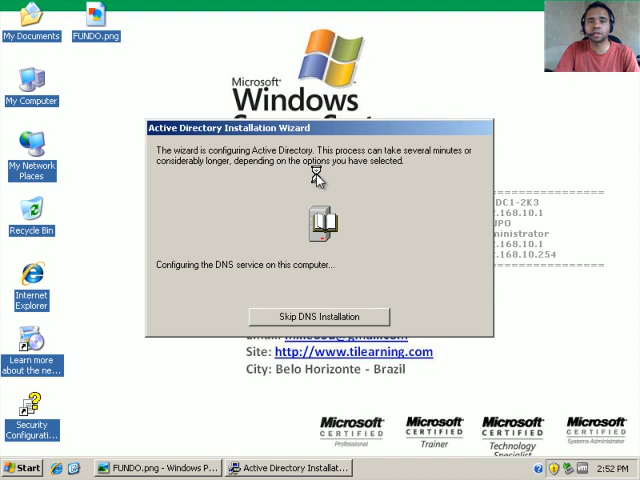 My Documents
FUNDO.png
My Computer
My Network
Places
Recycle Bin
Internet
Explorer
Learn more
about the ne...
Security
Configurati...
Microsoft
Windows
Active Directory Installation Wizard
The wizard is configuring Active Directory. This process can take several minutes or
considerably longer, depending on the options you have selected.
Configuring the DNS service on this computer...
Skip DNS Installation
DC1-2K3
.168.10.1
ministrator
.168.10.1
.168.10.254
Site: http://www.tilearning.com
City: Belo Horizonte - Brazil
Microsoft
CERTIFIED
Professional
Microsoft
CERTIFIED
Trainer
Microsoft
CERTIFIED
Technology
Specialist
Microsoft
CERTIFIED
Systems Administrator
Start
FUNDO.png - Windows P...
Active Directory Installat...
2:52 PM